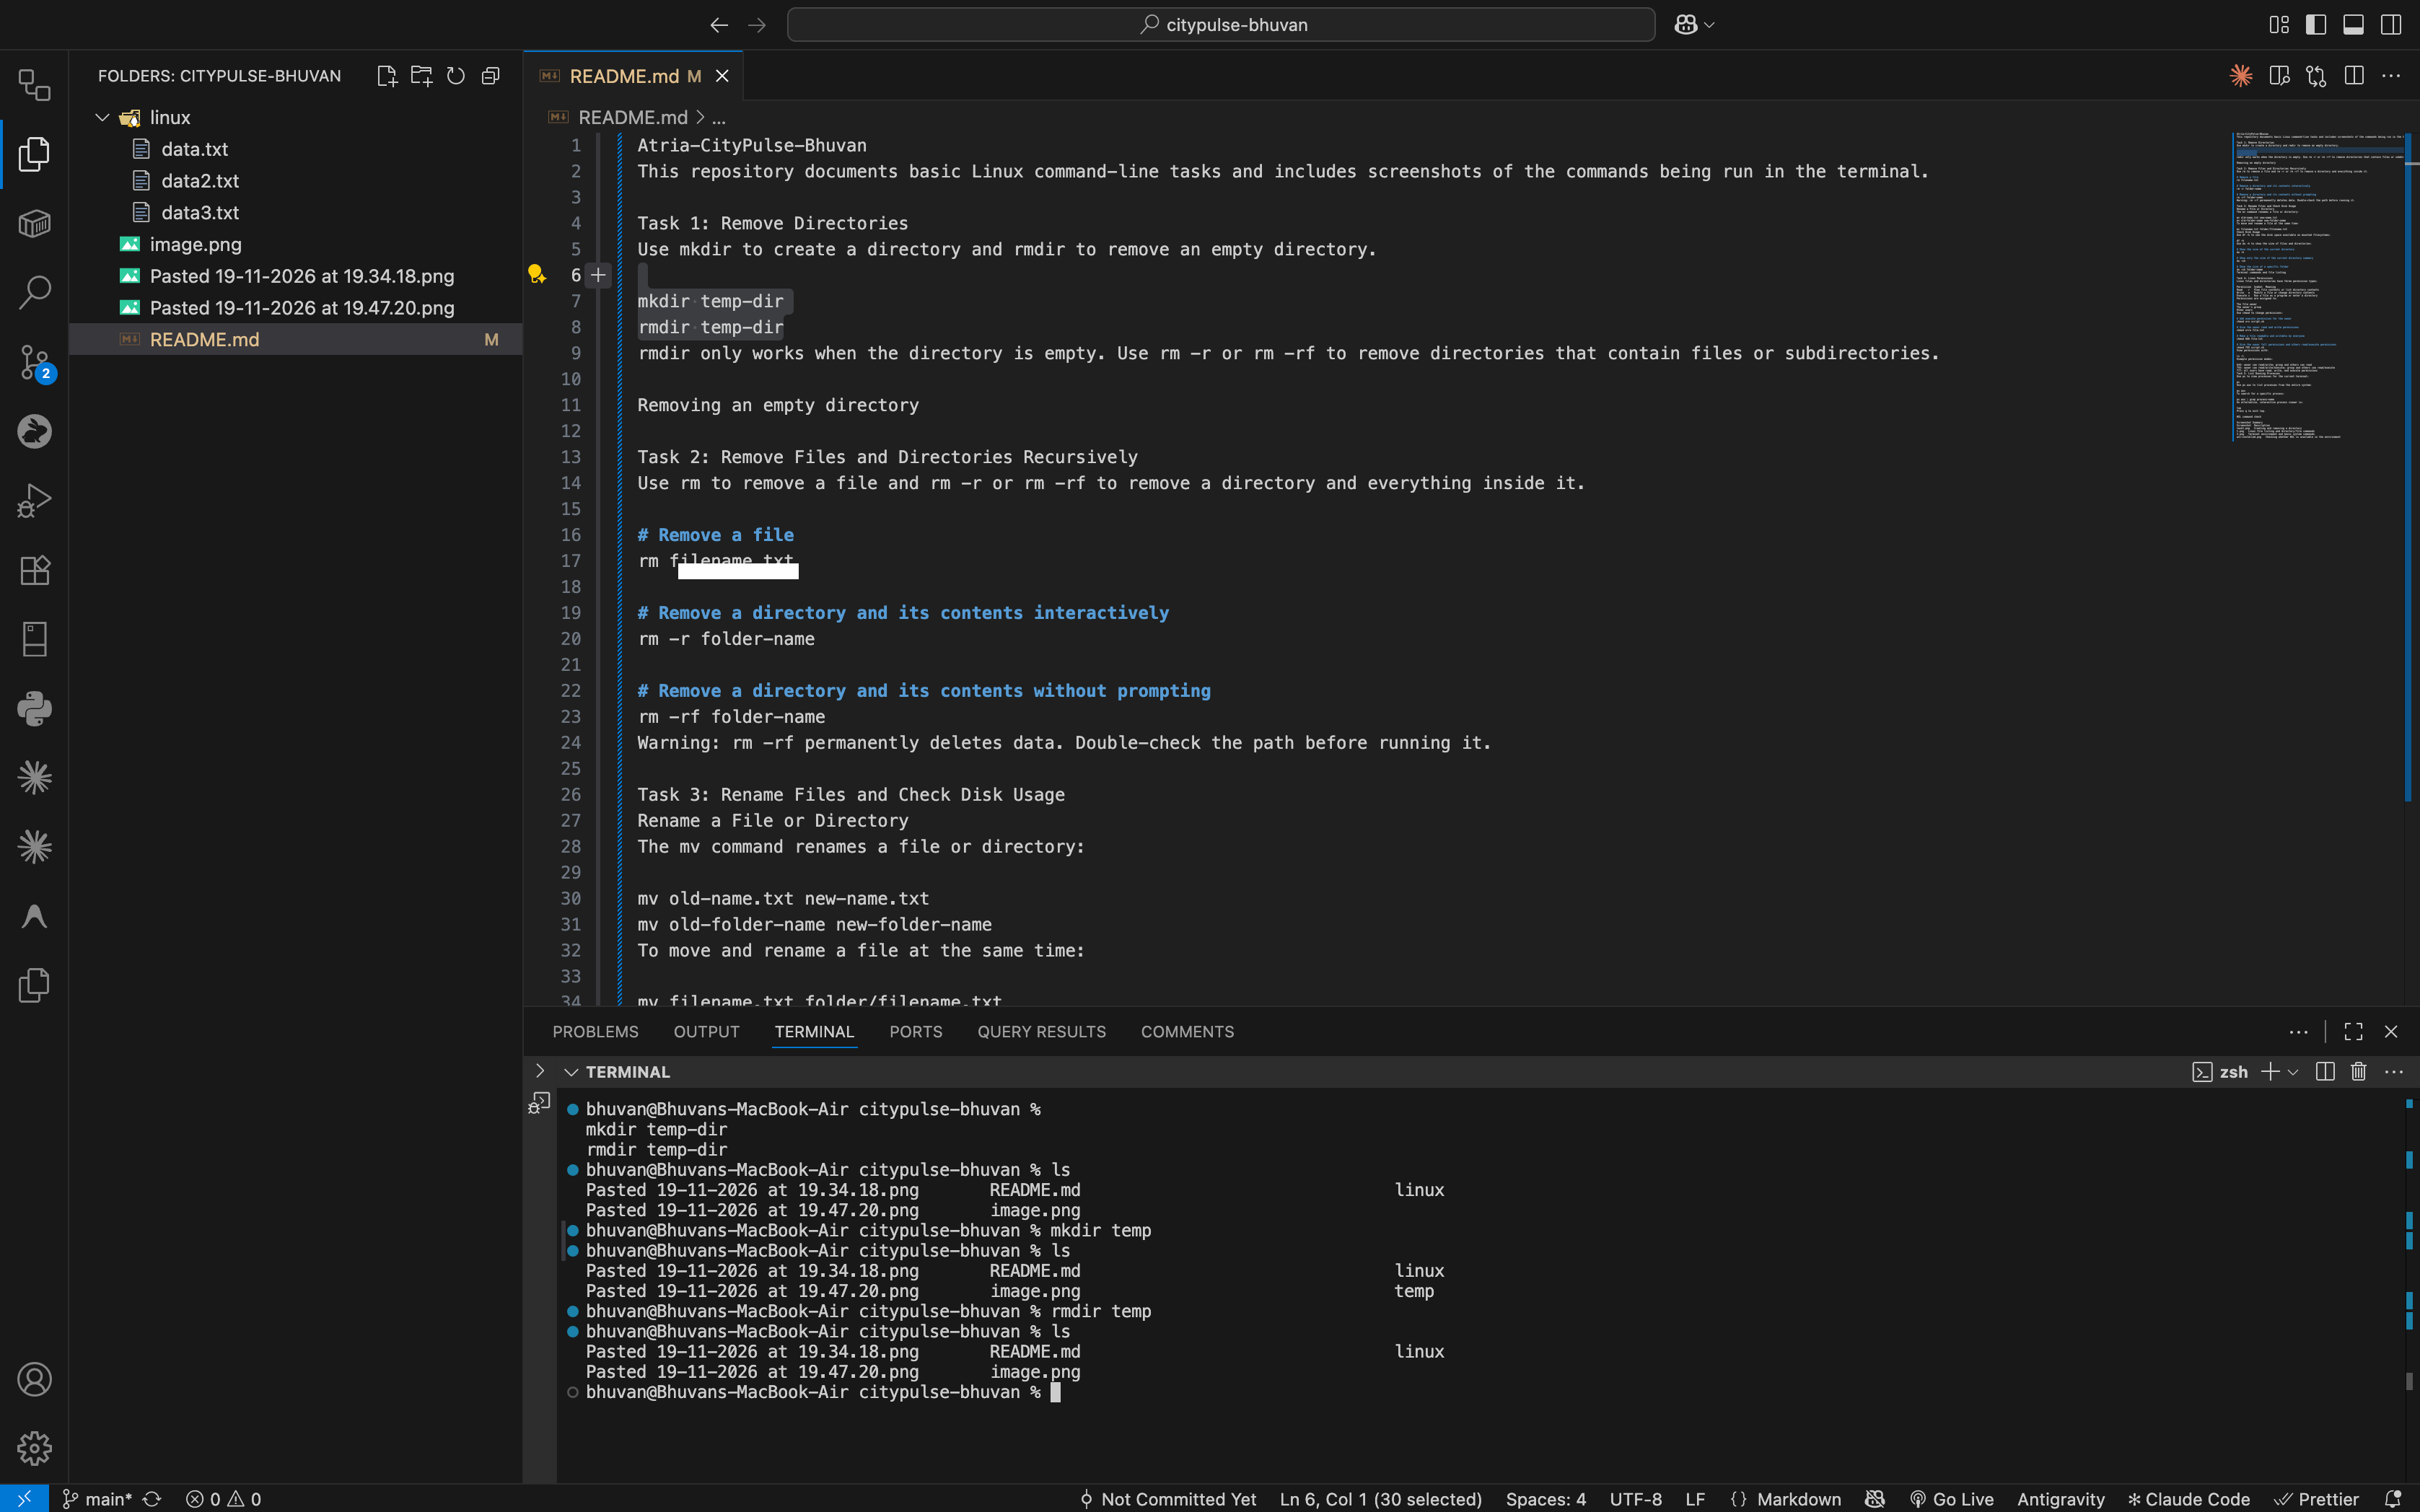 citypulse-bhuvan
FOLDERS: CITYPULSE-BHUVAN
linux
data.txt
data2.txt
data3.txt
image.png
Pasted 19-11-2026 at 19.34.18.png
Pasted 19-11-2026 at 19.47.20.png
README.md M
2
README.md M
README.md > ...
1 Atria-CityPulse-Bhuvan
2 This repository documents basic Linux command-line tasks and includes screenshots of the commands being run in the terminal.
3
4 Task 1: Remove Directories
5 Use mkdir to create a directory and rmdir to remove an empty directory.
6
7 mkdir temp-dir
8 rmdir temp-dir
9 rmdir only works when the directory is empty. Use rm -r or rm -rf to remove directories that contain files or subdirectories.
10
11 Removing an empty directory
12
13 Task 2: Remove Files and Directories Recursively
14 Use rm to remove a file and rm -r or rm -rf to remove a directory and everything inside it.
15
16 # Remove a file
17 rm filename.txt
18
19 # Remove a directory and its contents interactively
20 rm -r folder-name
21
22 # Remove a directory and its contents without prompting
23 rm -rf folder-name
24 Warning: rm -rf permanently deletes data. Double-check the path before running it.
25
26 Task 3: Rename Files and Check Disk Usage
27 Rename a File or Directory
28 The mv command renames a file or directory:
29
30 mv old-name.txt new-name.txt
31 mv old-folder-name new-folder-name
32 To move and rename a file at the same time:
33
34 mv filename.txt folder/filename.txt
PROBLEMS OUTPUT TERMINAL PORTS QUERY RESULTS COMMENTS
TERMINAL
zsh
bhuvan@Bhuvans-MacBook-Air citypulse-bhuvan %
mkdir temp-dir
rmdir temp-dir
bhuvan@Bhuvans-MacBook-Air citypulse-bhuvan % ls
Pasted 19-11-2026 at 19.34.18.png README.md linux
Pasted 19-11-2026 at 19.47.20.png image.png
bhuvan@Bhuvans-MacBook-Air citypulse-bhuvan % mkdir temp
bhuvan@Bhuvans-MacBook-Air citypulse-bhuvan % ls
Pasted 19-11-2026 at 19.34.18.png README.md linux
Pasted 19-11-2026 at 19.47.20.png image.png temp
bhuvan@Bhuvans-MacBook-Air citypulse-bhuvan % rmdir temp
bhuvan@Bhuvans-MacBook-Air citypulse-bhuvan % ls
Pasted 19-11-2026 at 19.34.18.png README.md linux
Pasted 19-11-2026 at 19.47.20.png image.png
bhuvan@Bhuvans-MacBook-Air citypulse-bhuvan %
main* 0 0 Not Committed Yet Ln 6, Col 1 (30 selected) Spaces: 4 UTF-8 LF {} Markdown Go Live Antigravity Claude Code Prettier